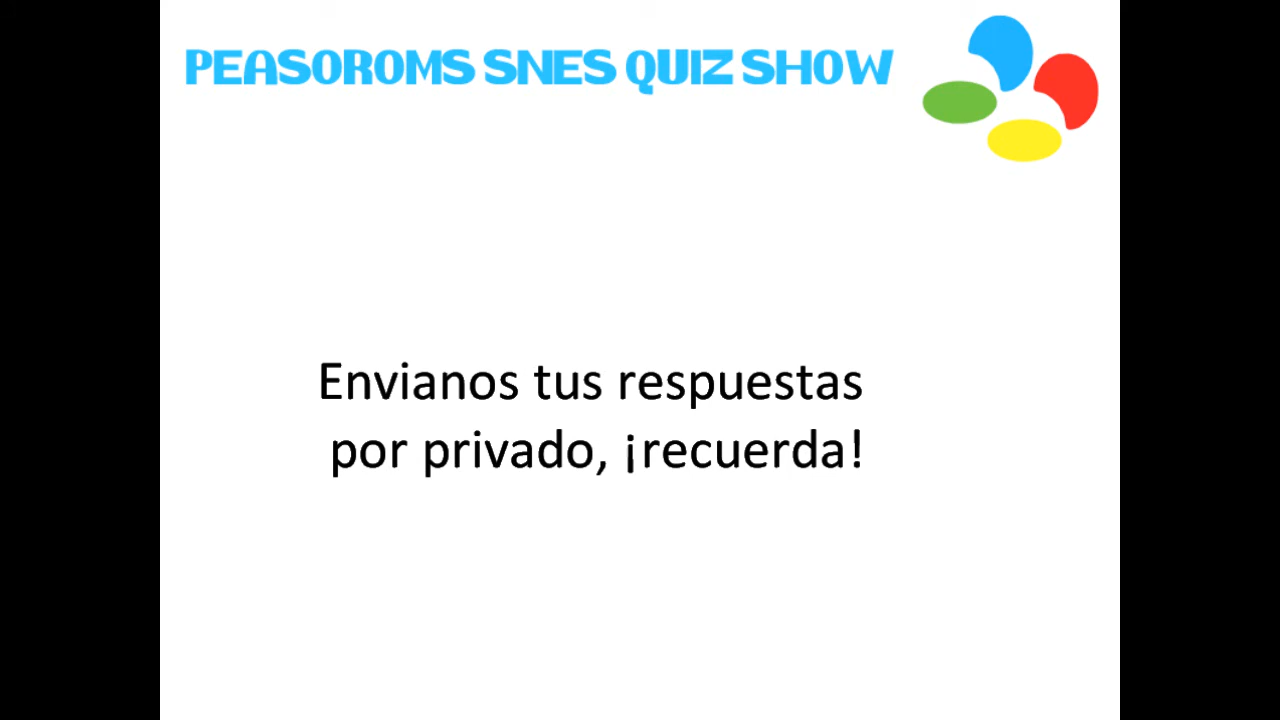 PEASOROMS SNES QUIZ SHOW
Envianos tus respuestas
por privado, ¡recuerda!